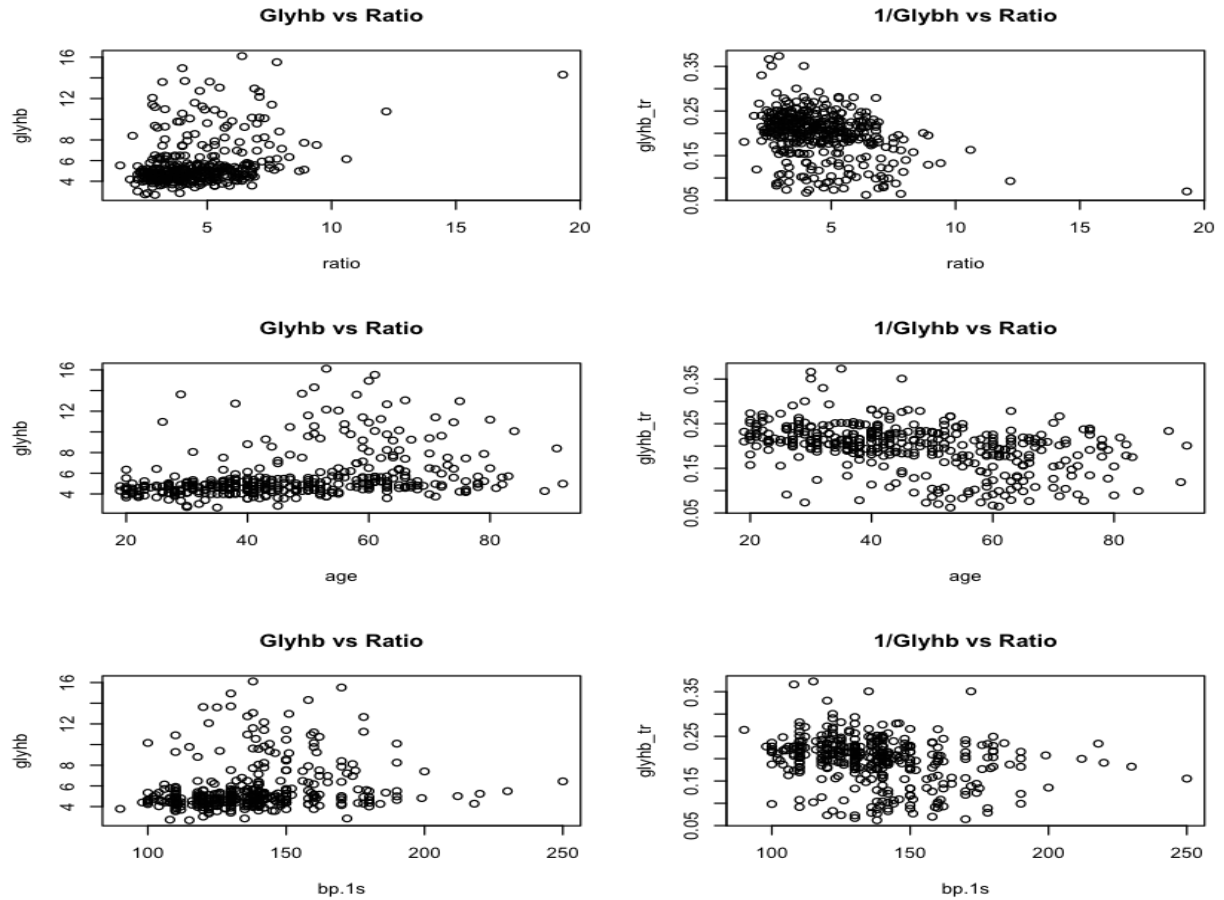 Glyhb vs Ratio
glyhb
4 6 8 12 16
5 10 15 20
ratio
1/Glybh vs Ratio
glyhb_tr
0.05 0.15 0.25 0.35
5 10 15 20
ratio
Glyhb vs Ratio
glyhb
4 6 8 12 16
20 40 60 80
age
1/Glyhb vs Ratio
glyhb_tr
0.05 0.15 0.25 0.35
20 40 60 80
age
Glyhb vs Ratio
glyhb
4 6 8 12 16
100 150 200 250
bp.1s
1/Glyhb vs Ratio
glyhb_tr
0.05 0.15 0.25 0.35
100 150 200 250
bp.1s